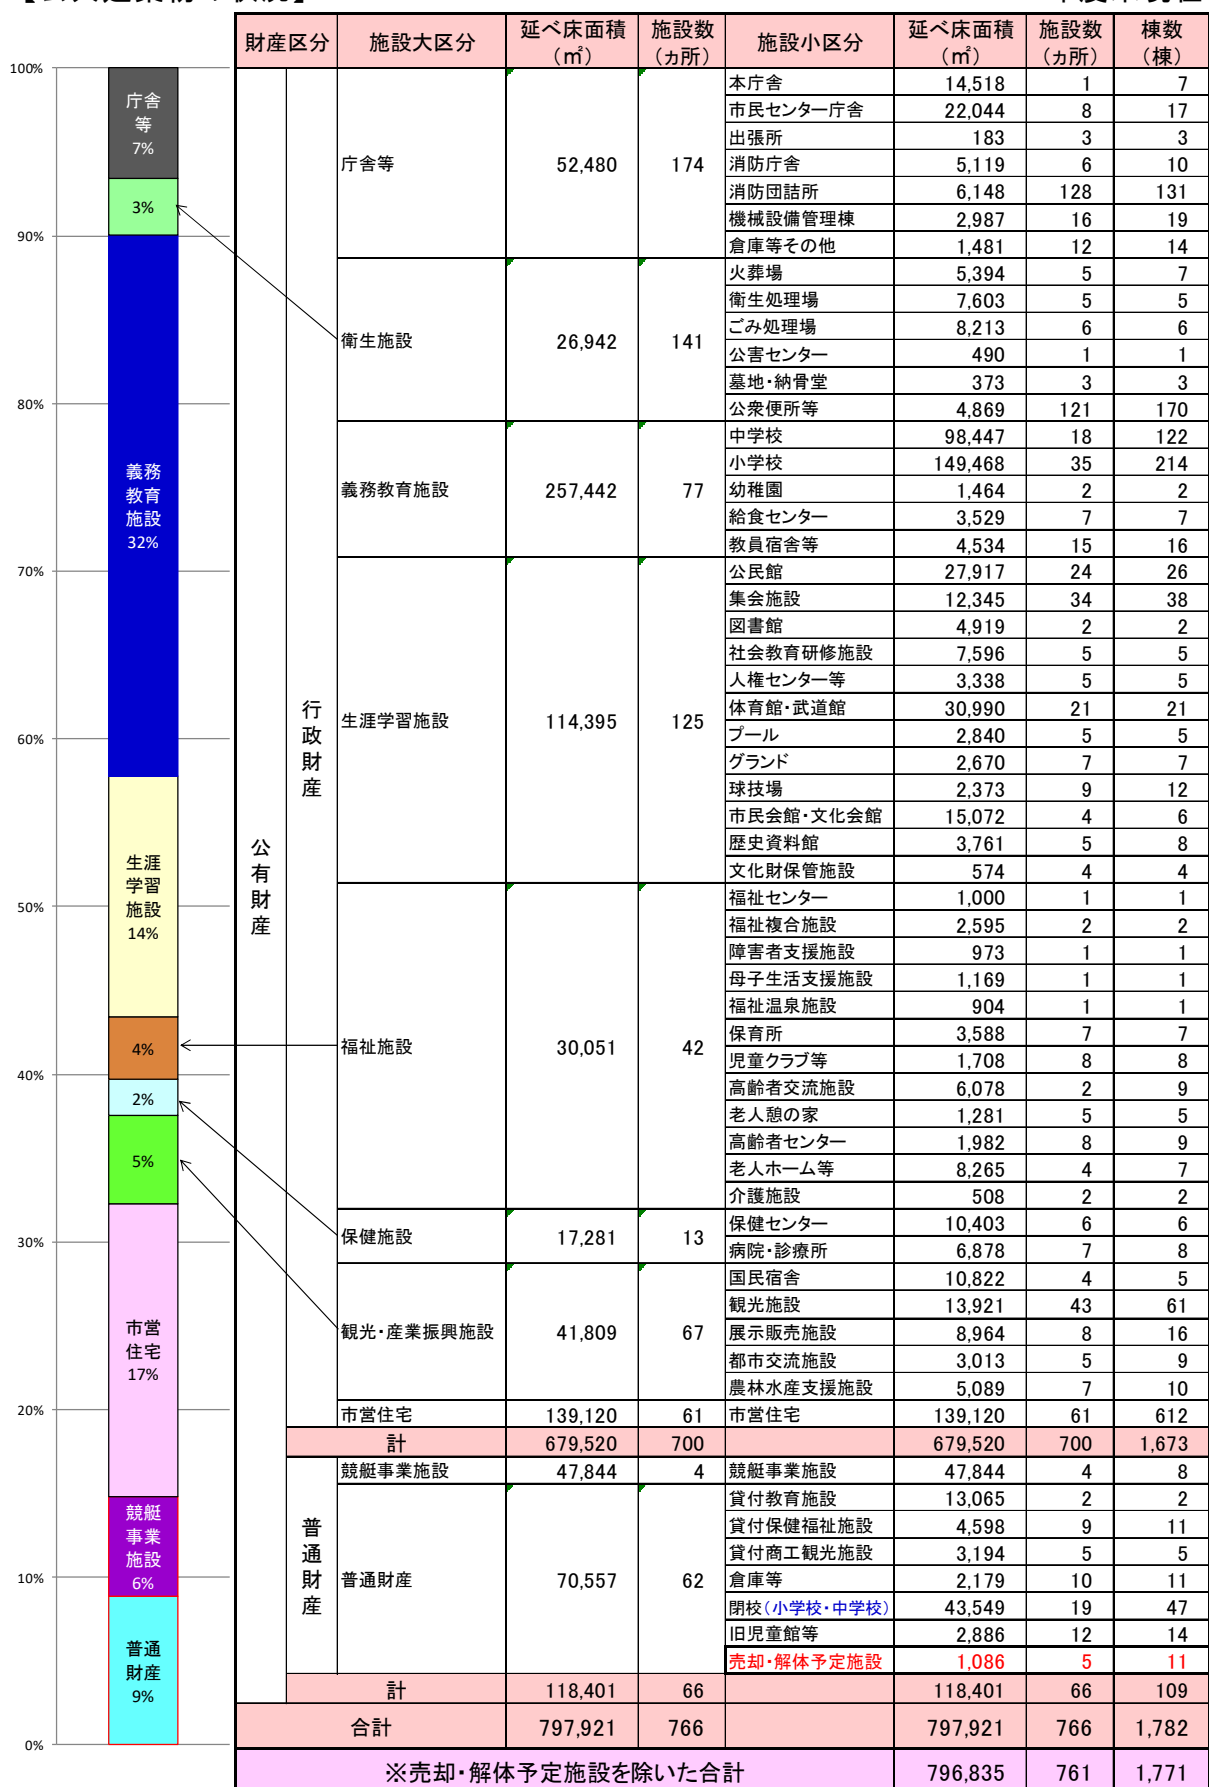 財産区分 施設大区分 延べ床面積(㎡) 施設数(ヵ所) 施設小区分 延べ床面積(㎡) 施設数(ヵ所) 棟数(棟)
公有財産
行政財産
庁舎等 52,480 174 本庁舎 14,518 1 7
市民センター庁舎 22,044 8 17
出張所 183 3 3
消防庁舎 5,119 6 10
消防団詰所 6,148 128 131
機械設備管理棟 2,987 16 19
倉庫等その他 1,481 12 14
衛生施設 26,942 141 火葬場 5,394 5 7
衛生処理場 7,603 5 5
ごみ処理場 8,213 6 6
公害センター 490 1 1
墓地・納骨堂 373 3 3
公衆便所等 4,869 121 170
義務教育施設 257,442 77 中学校 98,447 18 122
小学校 149,468 35 214
幼稚園 1,464 2 2
給食センター 3,529 7 7
教員宿舎等 4,534 15 16
生涯学習施設 114,395 125 公民館 27,917 24 26
集会施設 12,345 34 38
図書館 4,919 2 2
社会教育研修施設 7,596 5 5
人権センター等 3,338 5 5
体育館・武道館 30,990 21 21
プール 2,840 5 5
グランド 2,670 7 7
球技場 2,373 9 12
市民会館・文化会館 15,072 4 6
歴史資料館 3,761 5 8
文化財保管施設 574 4 4
福祉施設 30,051 42 福祉センター 1,000 1 1
福祉複合施設 2,595 2 2
障害者支援施設 973 1 1
母子生活支援施設 1,169 1 1
福祉温泉施設 904 1 1
保育所 3,588 7 7
児童クラブ等 1,708 8 8
高齢者交流施設 6,078 2 9
老人憩の家 1,281 5 5
高齢者センター 1,982 8 9
老人ホーム等 8,265 4 7
介護施設 508 2 2
保健施設 17,281 13 保健センター 10,403 6 6
病院・診療所 6,878 7 8
観光・産業振興施設 41,809 67 国民宿舎 10,822 4 5
観光施設 13,921 43 61
展示販売施設 8,964 8 16
都市交流施設 3,013 5 9
農林水産支援施設 5,089 7 10
市営住宅 139,120 61 市営住宅 139,120 61 612
計 679,520 700 679,520 700 1,673
普通財産
競艇事業施設 47,844 4 競艇事業施設 47,844 4 8
普通財産 70,557 62 貸付教育施設 13,065 2 2
貸付保健福祉施設 4,598 9 11
貸付商工観光施設 3,194 5 5
倉庫等 2,179 10 11
閉校(小学校・中学校) 43,549 19 47
旧児童館等 2,886 12 14
売却・解体予定施設 1,086 5 11
計 118,401 66 118,401 66 109
合計 797,921 766 797,921 766 1,782
※売却・解体予定施設を除いた合計 796,835 761 1,771
100%
90%
80%
70%
60%
50%
40%
30%
20%
10%
0%
庁舎
等
7%
3%
義務
教育
施設
32%
生涯
学習
施設
14%
4%
2%
5%
市営
住宅
17%
競艇
事業
施設
6%
普通
財産
9%